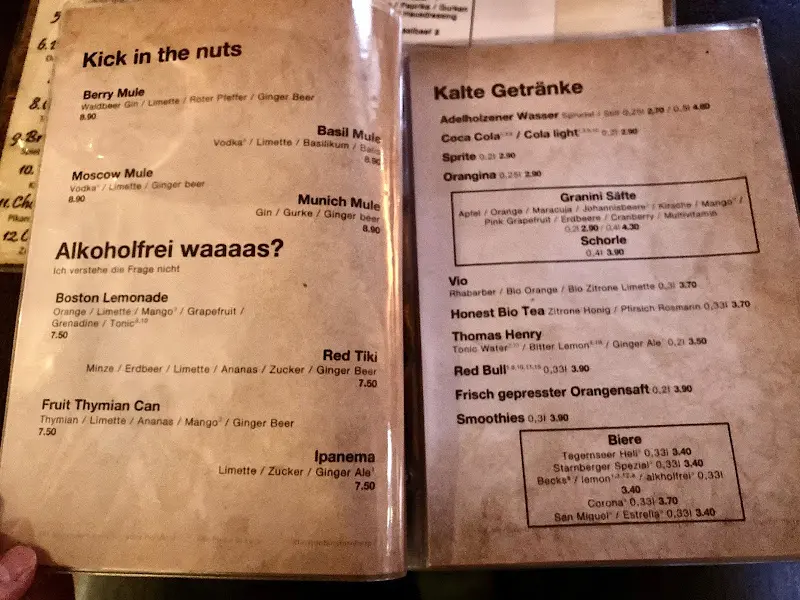 Kick in the nuts
Berry Mule
Waldbeer Gin / Limette / Roter Pfeffer / Ginger Beer
8.90
Basil Mule
Vodka / Limette / Basilikum /
8.90
Moscow Mule
Vodka / Limette / Ginger beer
8.90
Munich Mule
Gin / Gurke / Ginger beer
8.90
Alkoholfrei waaaas?
Ich verstehe die Frage nicht
Boston Lemonade
Orange / Limette / Mango / Grapefruit /
Grenadine / Tonic
7.50
Red Tiki
Minze / Erdbeer / Limette / Ananas / Zucker / Ginger Beer
7.50
Fruit Thymian Can
Thymian / Limette / Ananas / Mango / Ginger Beer
7.50
Ipanema
Limette / Zucker / Ginger Ale
7.50
/ Paprika / Gurken
Hausdressing
Kalte Getränke
Adelholzener Wasser Sprudel / Still 0,25l 2.70 / 0,5l 4.60
Coca Cola / Cola light 0,2l 2.90
Sprite 0,2l 2.90
Orangina 0,25l 2.90
Granini Säfte
Apfel / Orange / Maracuja / Johannisbeere / Kirsche / Mango /
Pink Grapefruit / Erdbeere / Cranberry / Multivitamin
0,2l 2.90 / 0,4l 4.30
Schorle
0,4l 3.90
Vio
Rhabarber / Bio Orange / Bio Zitrone Limette 0,3l 3.70
Honest Bio Tea Zitrone Honig / Pfirsich Rosmann 0,33l 3.70
Thomas Henry
Tonic Water / Bitter Lemon / Ginger Ale 0,2l 3.50
Red Bull 0,33l 3.90
Frisch gepresster Orangensaft 0,2l 3.90
Smoothies 0,3l 3.90
Biere
Tegernseer Hell 0,33l 3.40
Starnberger Spezial 0,33l 3.40
Becks / lemon / alkholfrei 0,33l
3.40
Corona 0,33l 3.70
San Miguel / Estrella 0,33l 3.40